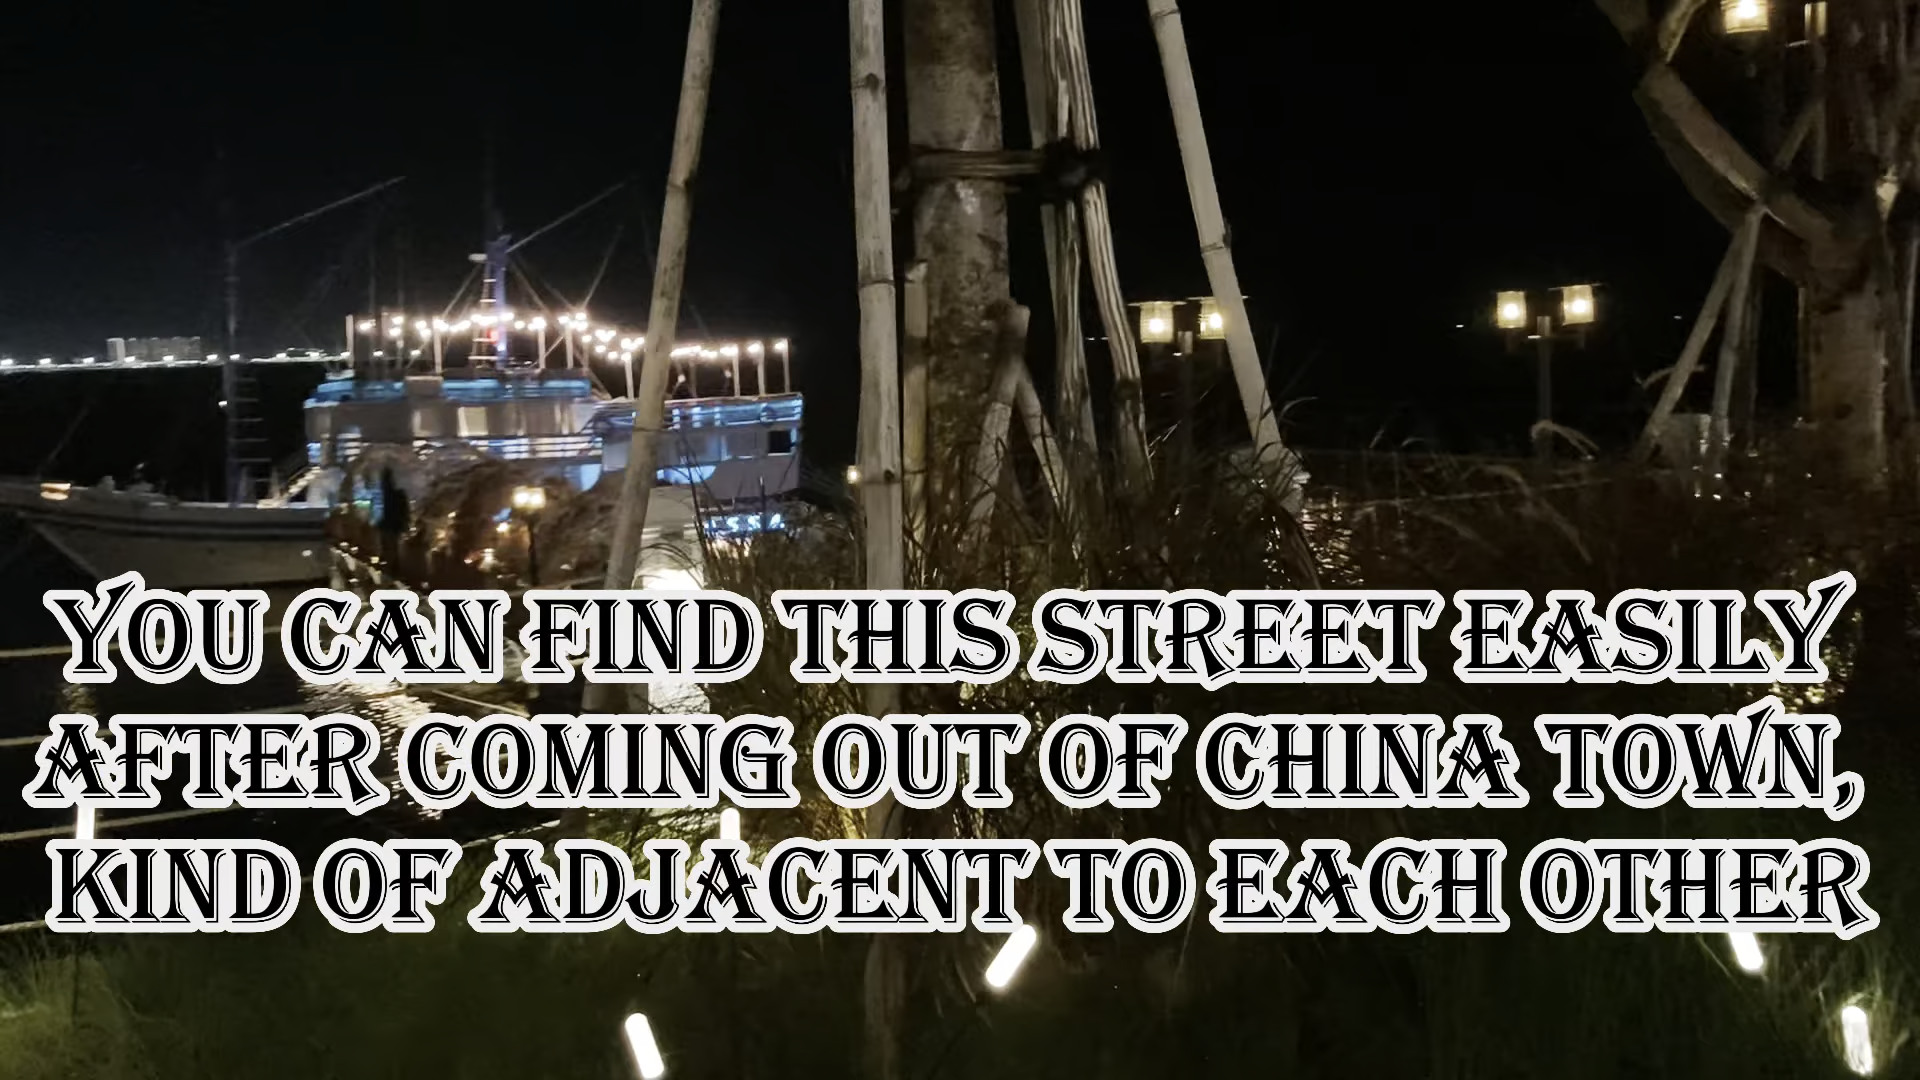 YOU CAN FIND THIS STREET EASILY
AFTER COMING OUT OF CHINA TOWN,
KIND OF ADJACENT TO EACH OTHER